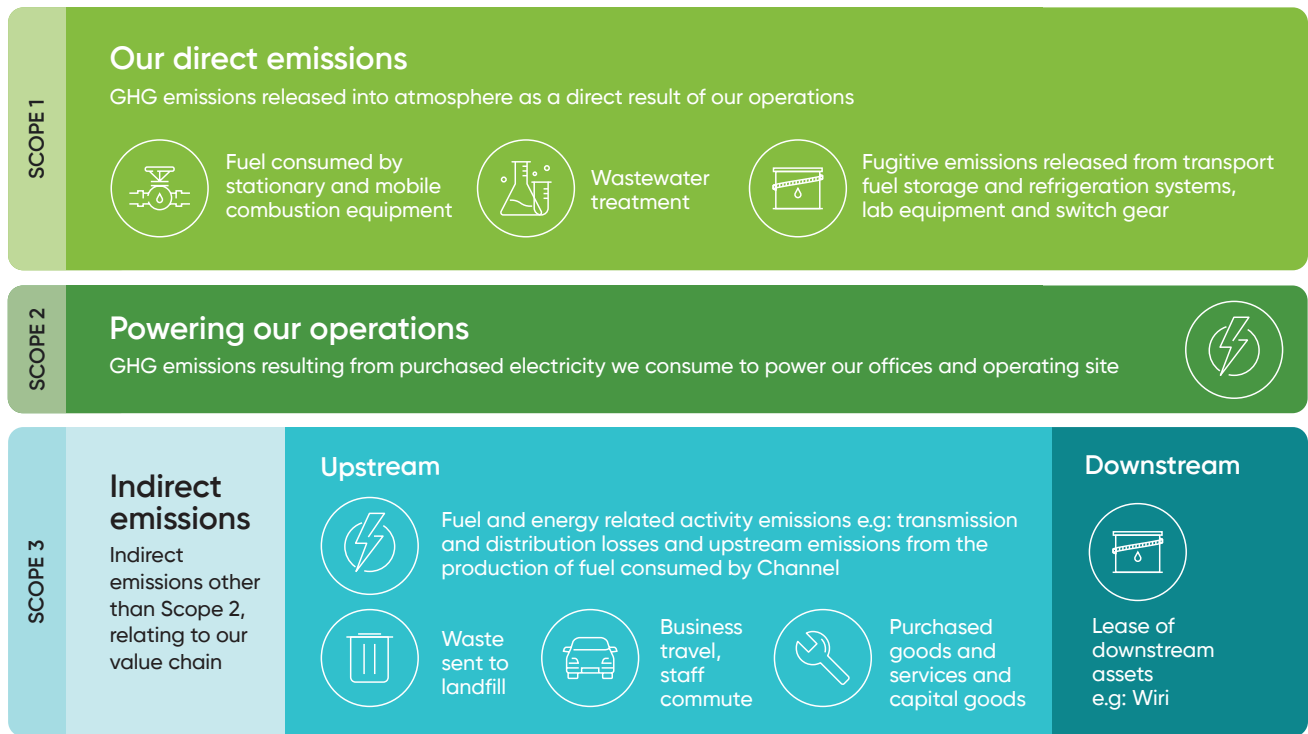 SCOPE 1
Our direct emissions
GHG emissions released into atmosphere as a direct result of our operations
Fuel consumed by
stationary and mobile
combustion equipment
Wastewater
treatment
Fugitive emissions released from transport
fuel storage and refrigeration systems,
lab equipment and switch gear
SCOPE 2
Powering our operations
GHG emissions resulting from purchased electricity we consume to power our offices and operating site
SCOPE 3
Indirect
emissions
Indirect
emissions other
than Scope 2,
relating to our
value chain
Upstream
Fuel and energy related activity emissions e.g: transmission
and distribution losses and upstream emissions from the
production of fuel consumed by Channel
Waste
sent to
landfill
Business
travel,
staff
commute
Purchased
goods and
services and
capital goods
Downstream
Lease of
downstream
assets
e.g: Wiri